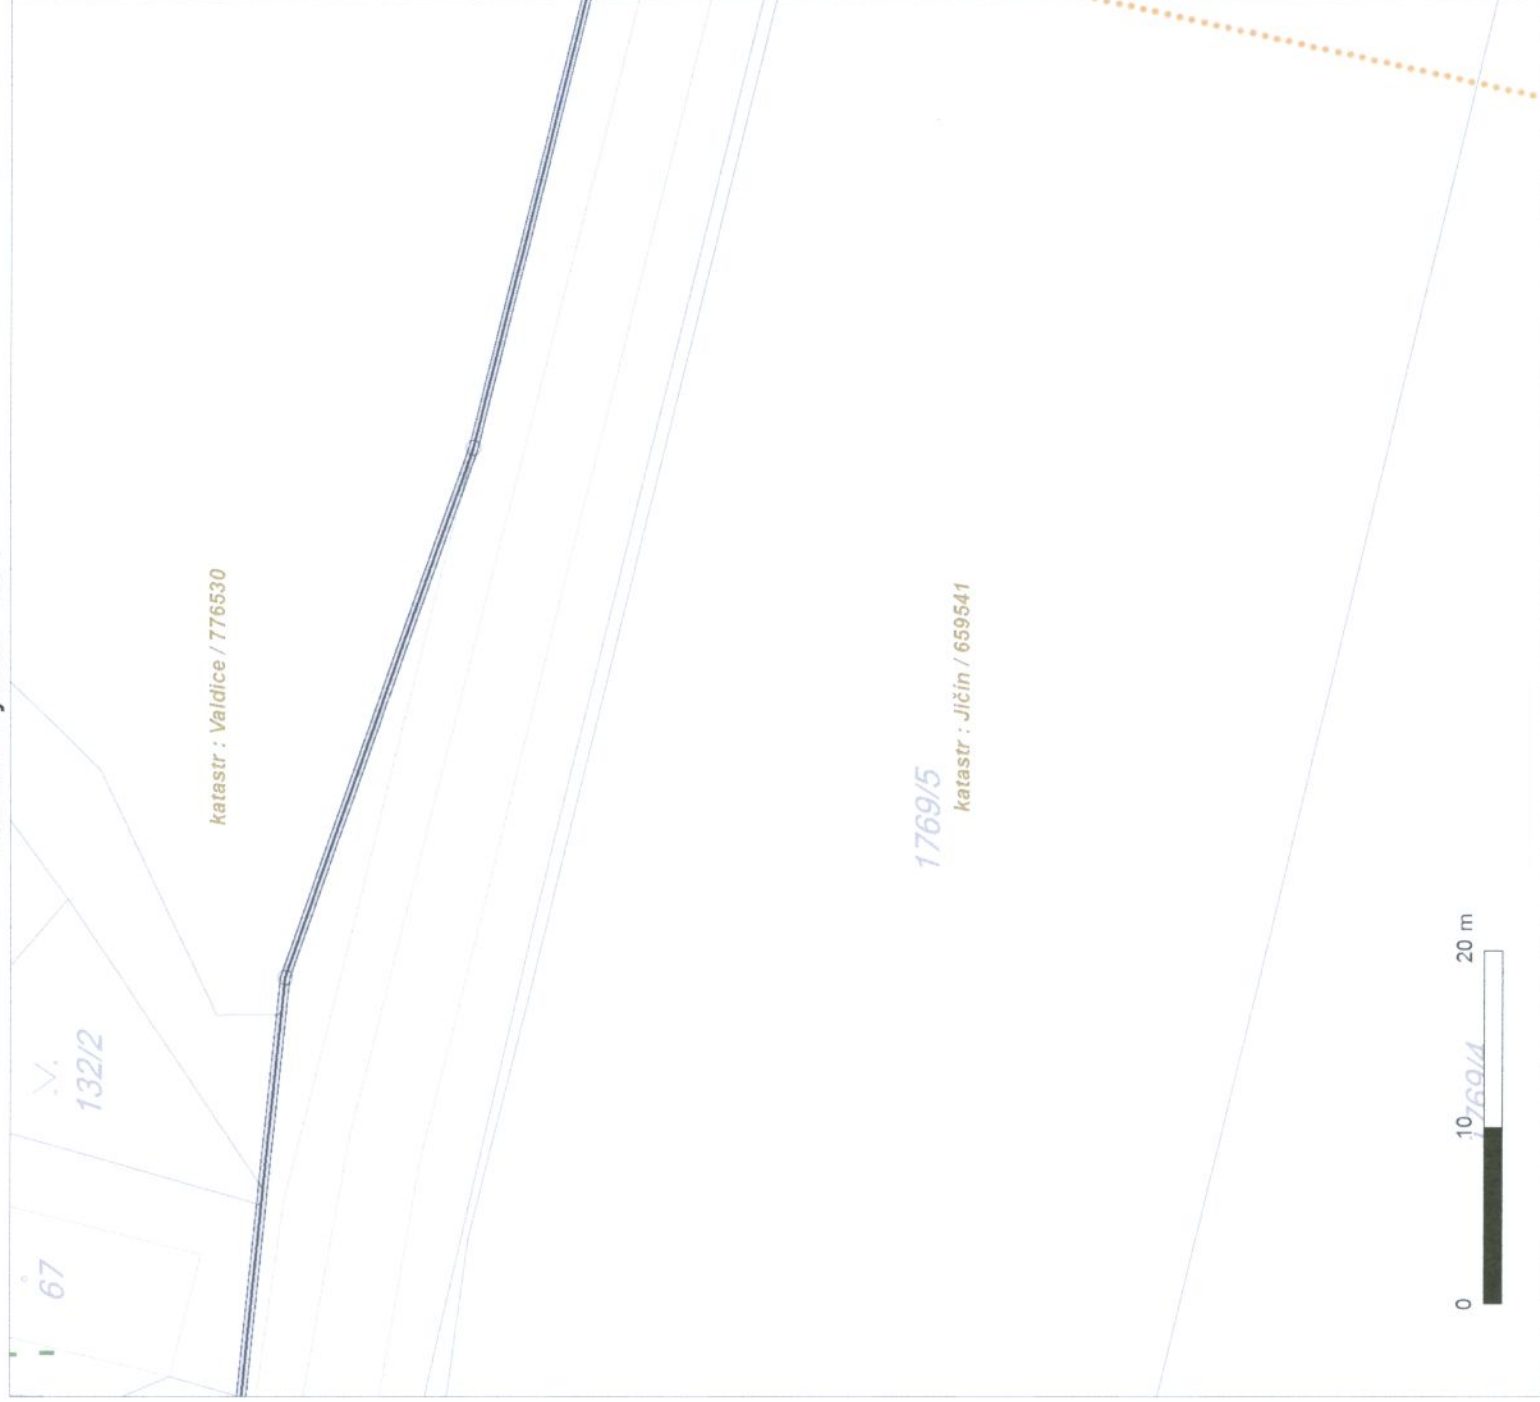 katastr : Valdice / 776530
132/2
67
1769/5
katastr : Jičín / 659541
1769/4
0 10 20 m